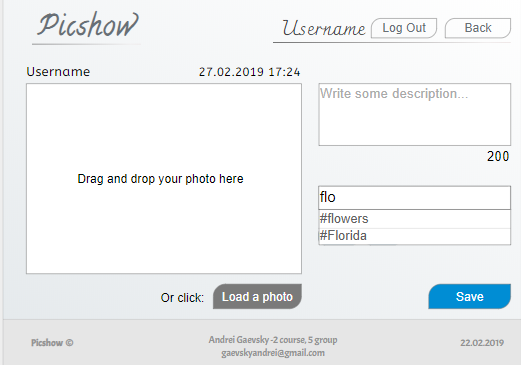 Picshow
Username Log Out Back
Username 27.02.2019 17:24
Write some description...
Drag and drop your photo here
200
flo
#flowers
#Florida
Or click: Load a photo Save
Picshow © Andrei Gaevsky -2 course, 5 group 22.02.2019
gaevskyandrei@gmail.com